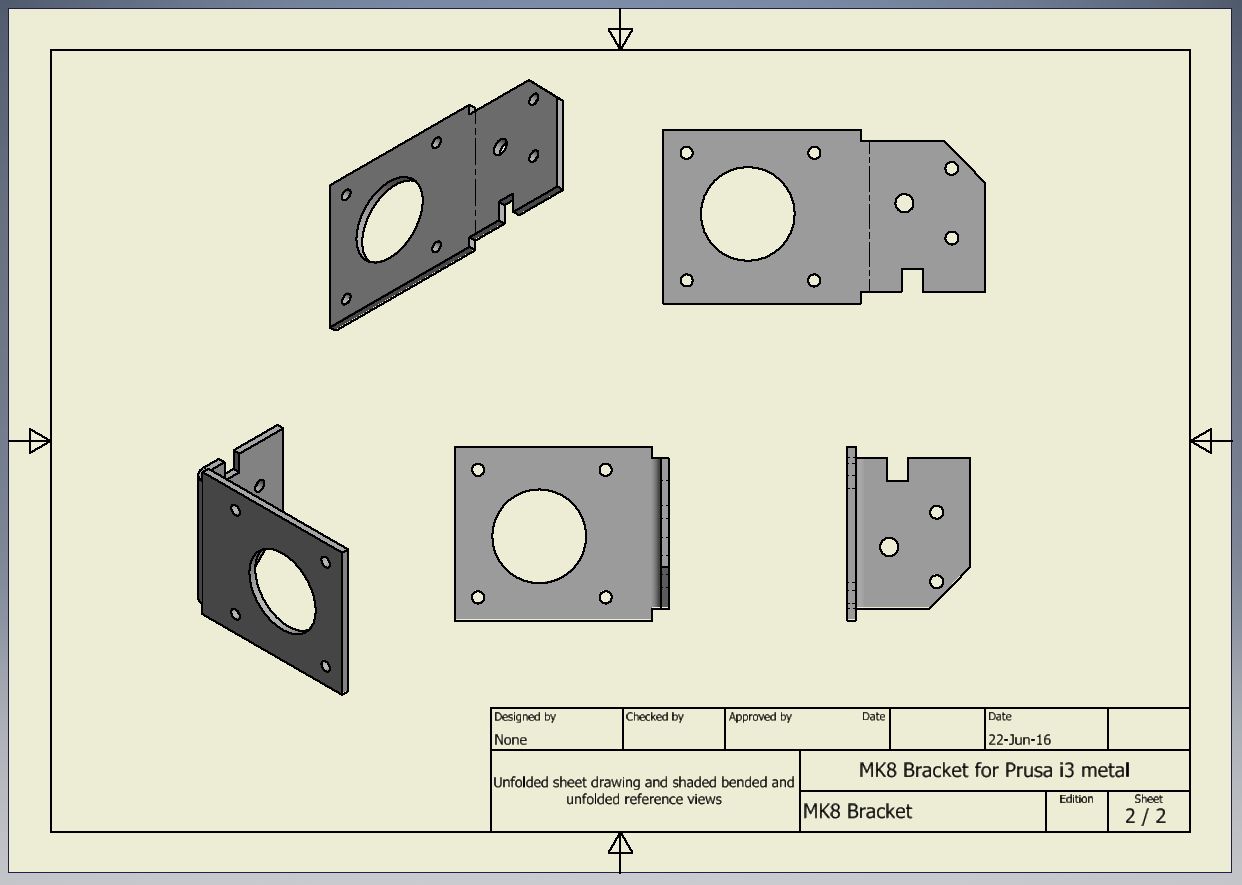 Designed by
None
Checked by
Approved by
Date
Date
22-Jun-16
Unfolded sheet drawing and shaded bended and
unfolded reference views
MK8 Bracket for Prusa i3 metal
MK8 Bracket
Edition
Sheet
2 / 2